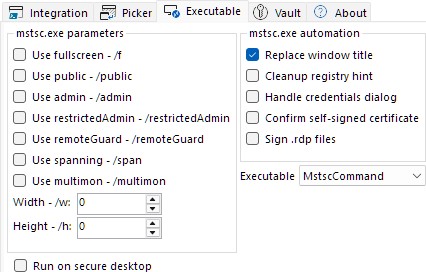 Integration Picker Executable Vault About
mstsc.exe parameters
Use fullscreen - /f
Use public - /public
Use admin - /admin
Use restrictedAdmin - /restrictedAdmin
Use remoteGuard - /remoteGuard
Use spanning - /span
Use multimon - /multimon
Width - /w: 0
Height - /h: 0
Run on secure desktop
mstsc.exe automation
Replace window title
Cleanup registry hint
Handle credentials dialog
Confirm self-signed certificate
Sign .rdp files
Executable MstscCommand